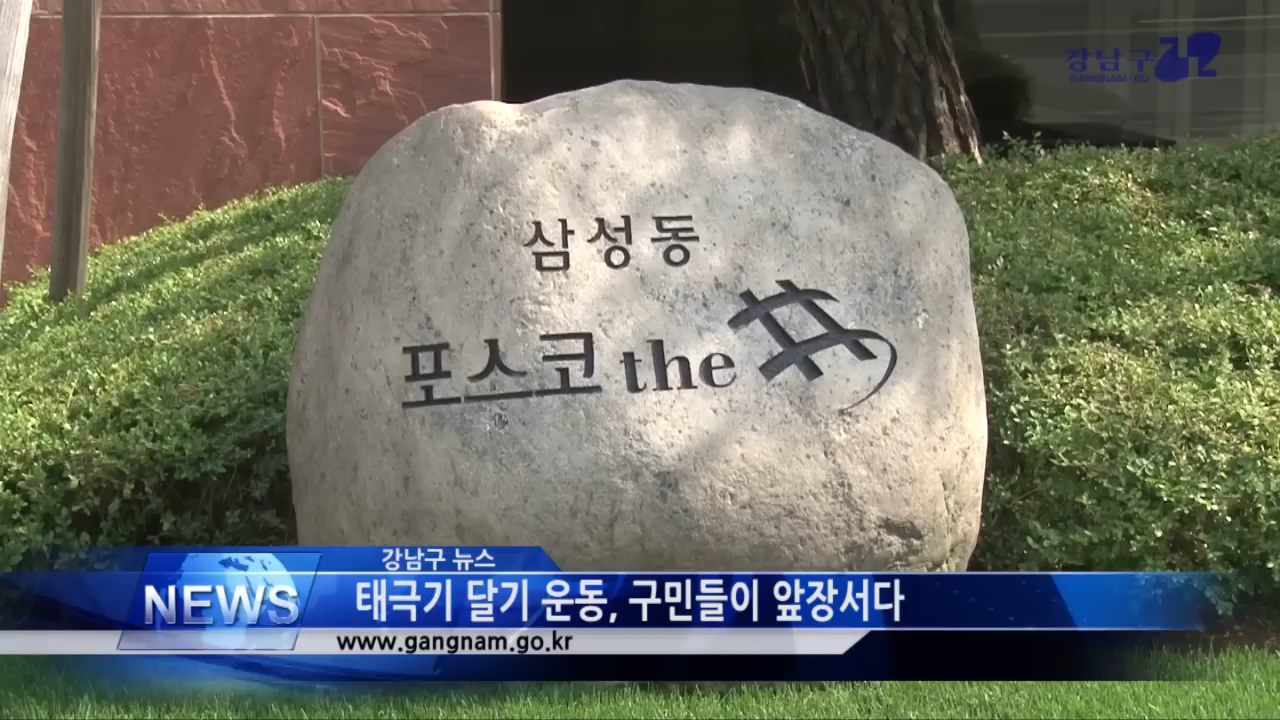 강남구
GANGNAM-GU
삼성동
포스코 the #
강남구 뉴스
NEWS
태극기 달기 운동, 구민들이 앞장서다
www.gangnam.go.kr